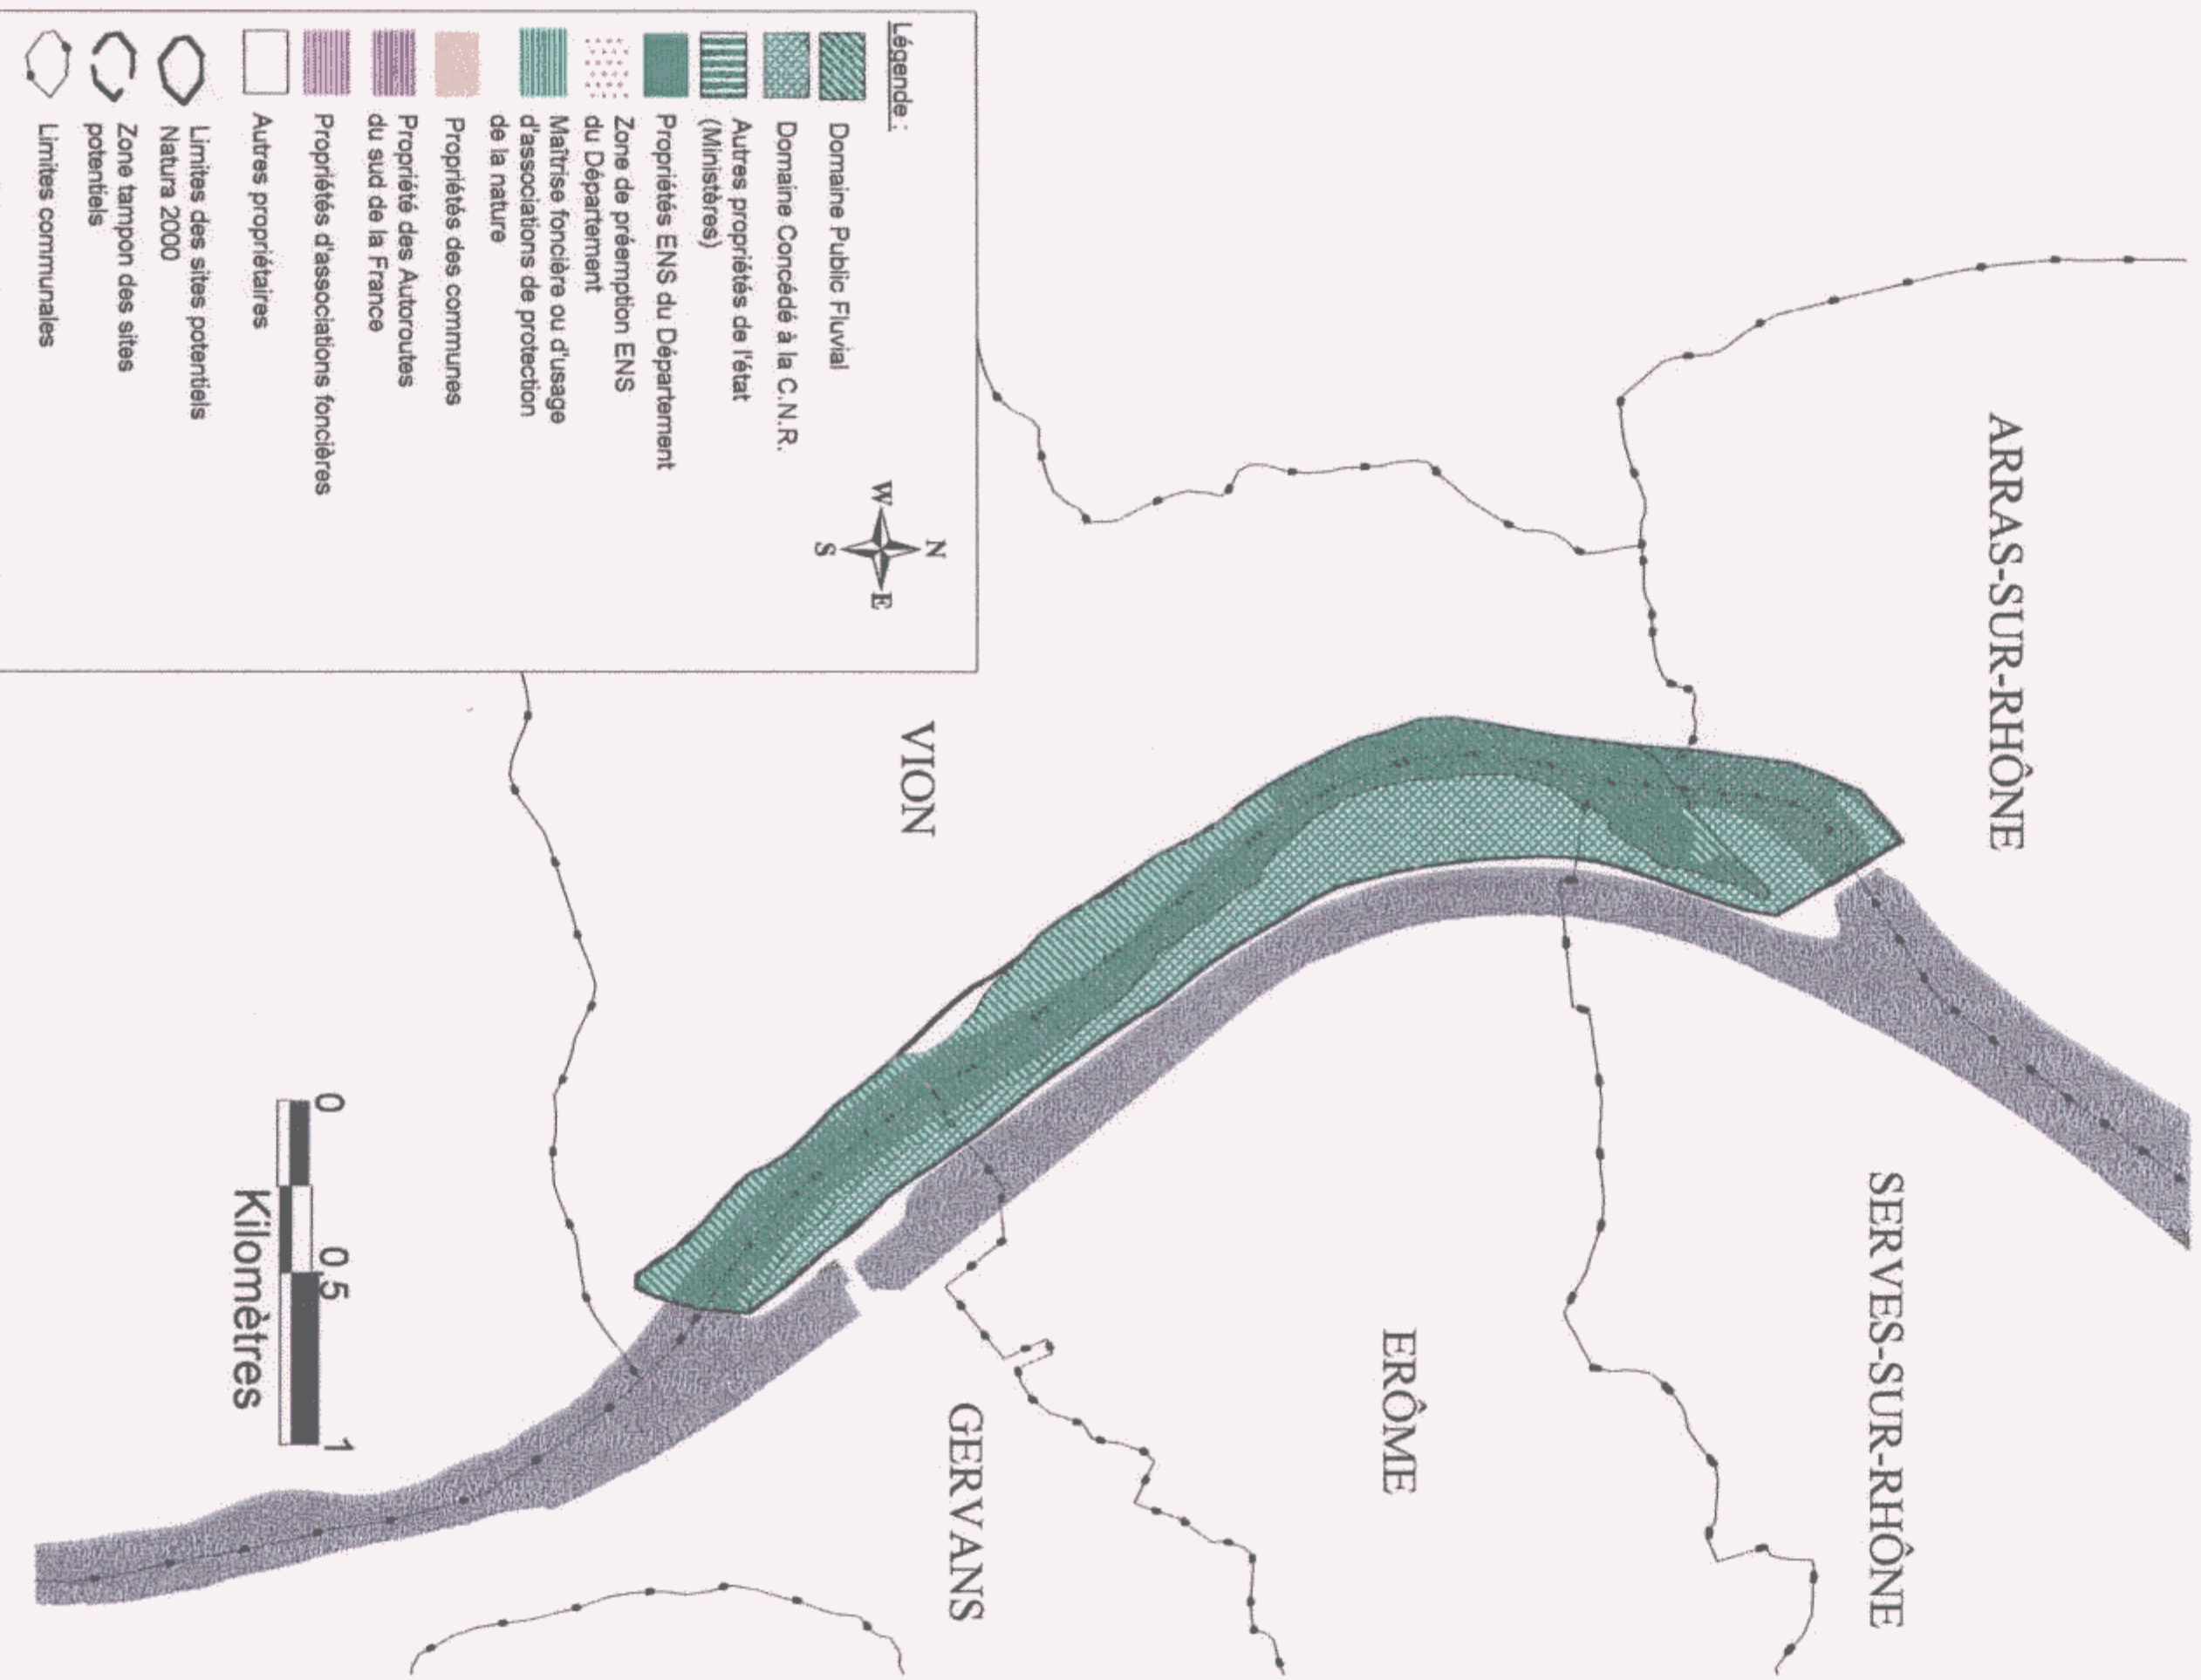 ARRAS-SUR-RHÔNE
SERVES-SUR-RHÔNE
ERÔME
VION
GERVANS
N
W
E
S
Légende :
Domaine Public Fluvial
Domaine Concédé à la C.N.R.
Autres propriétés de l'état
(Ministères)
Propriétés ENS du Département
Zone de préemption ENS
du Département
Maîtrise foncière ou d'usage
d'associations de protection
de la nature
Propriétés des communes
Propriété des Autoroutes
du sud de la France
Propriétés d'associations foncières
Autres propriétaires
Limites des sites potentiels
Natura 2000
Zone tampon des sites
potentiels
Limites communales
0 0,5 1
Kilomètres